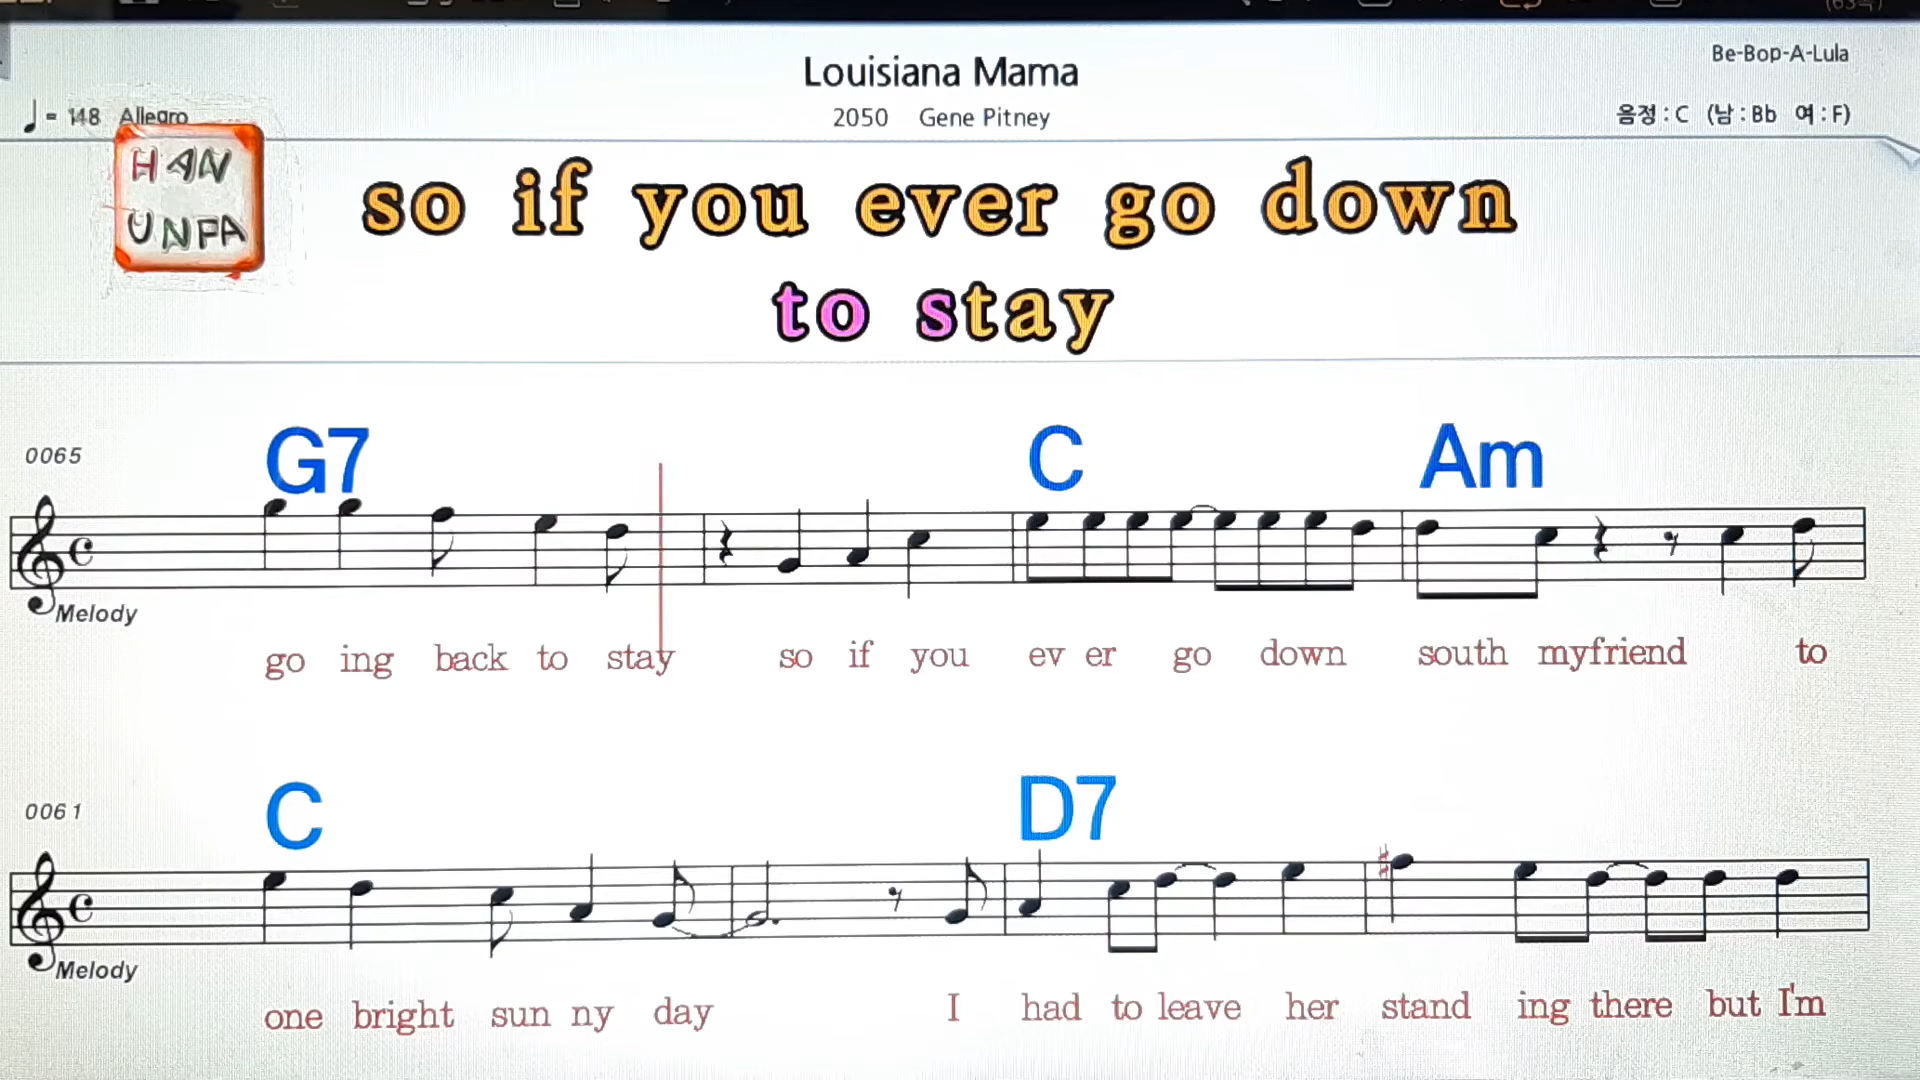 Louisiana Mama
Be-Bop-A-Lula
= 148 Allegro
2050 Gene Pitney
음정 : C (남 : Bb 여 : F)
HAN
UNFA
so if you ever go down
to stay
0065
G7 C Am
Melody
go ing back to stay so if you ev er go down south myfriend to
0061
C D7
Melody
one bright sun ny day I had to leave her stand ing there but I'm